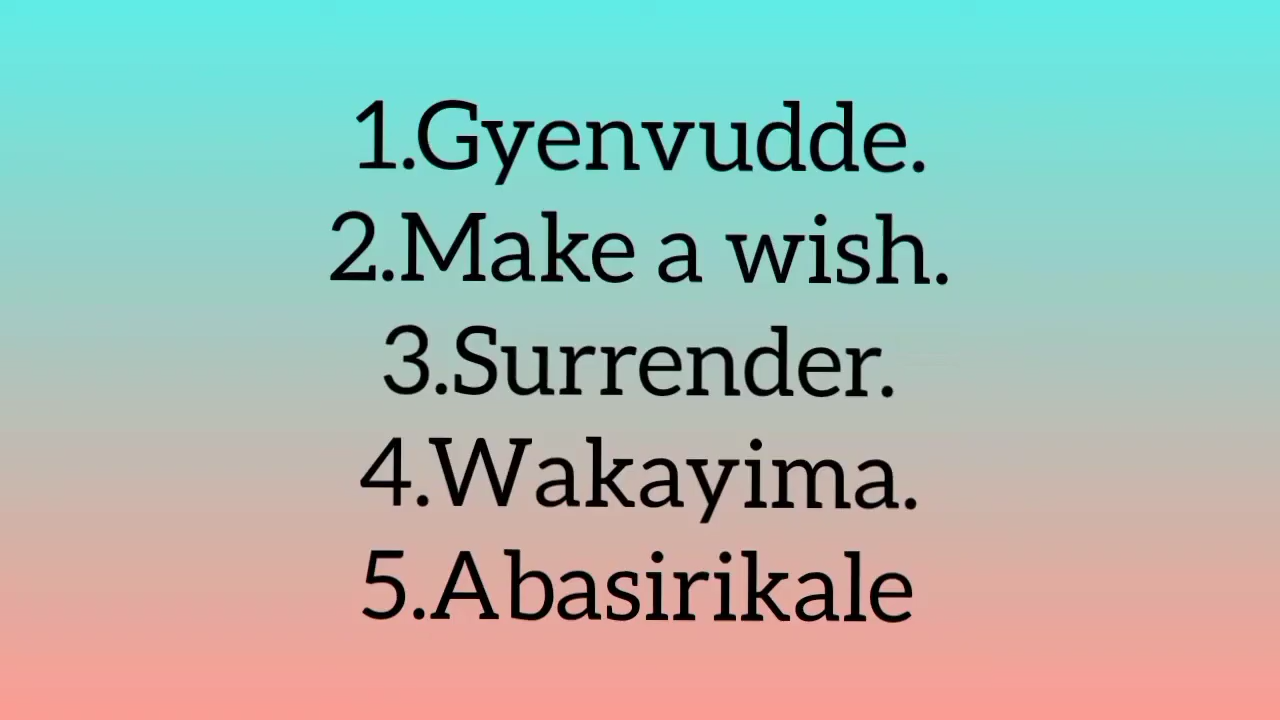 1.Gyenvudde.
2.Make a wish.
3.Surrender.
4.Wakayima.
5.Abasirikale